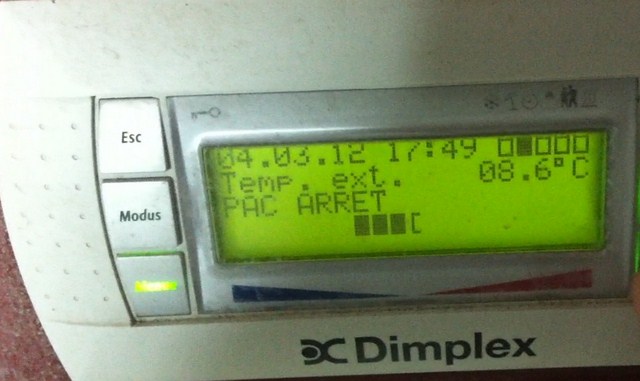 Esc
Modus
04.03.12 17:49
Temp. ext. 08.6°C
PAC ARRET
Dimplex